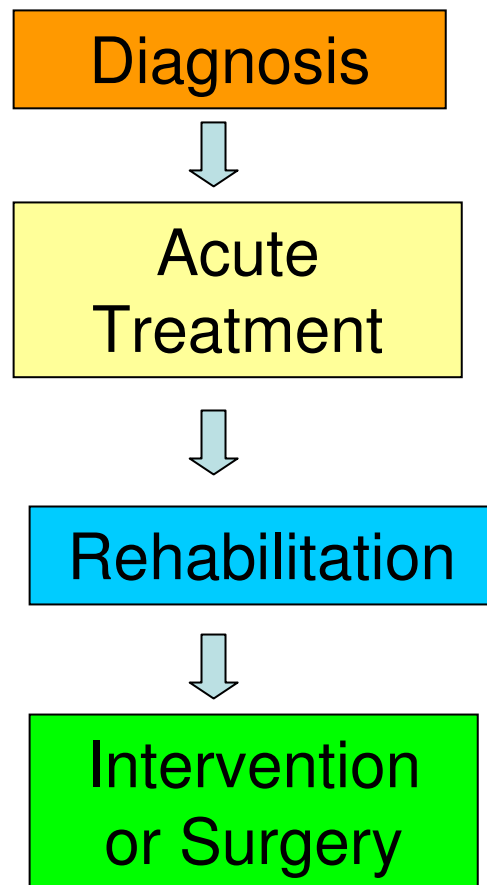 Diagnosis
Acute
Treatment
Rehabilitation
Intervention
or Surgery